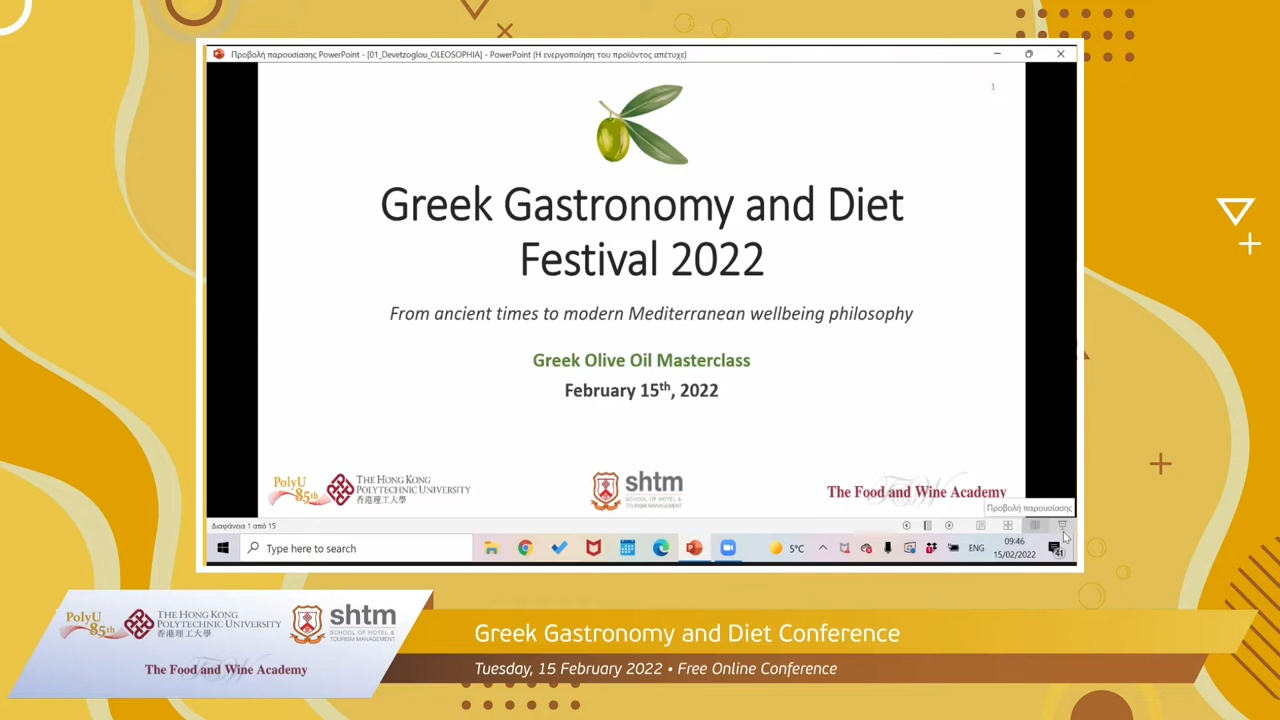 Προβολή παρουσίασης PowerPoint - [01_Devetzoglou_OLEOSOPHIA] - PowerPoint (Η ενεργοποίηση του προϊόντος απέτυχε)
1
Greek Gastronomy and Diet
Festival 2022
From ancient times to modern Mediterranean wellbeing philosophy
Greek Olive Oil Masterclass
February 15th, 2022
PolyU
85th
THE HONG KONG
POLYTECHNIC UNIVERSITY
香港理工大學
shtm
SCHOOL OF HOTEL &
TOURISM MANAGEMENT
The Food and Wine Academy
Προβολή παρουσίασης
Διαφάνεια 1 από 15
Type here to search
5°C
ENG
09:46
15/02/2022
41
PolyU
85th
THE HONG KONG
POLYTECHNIC UNIVERSITY
香港理工大學
shtm
SCHOOL OF HOTEL &
TOURISM MANAGEMENT
The Food and Wine Academy
Greek Gastronomy and Diet Conference
Tuesday, 15 February 2022 • Free Online Conference